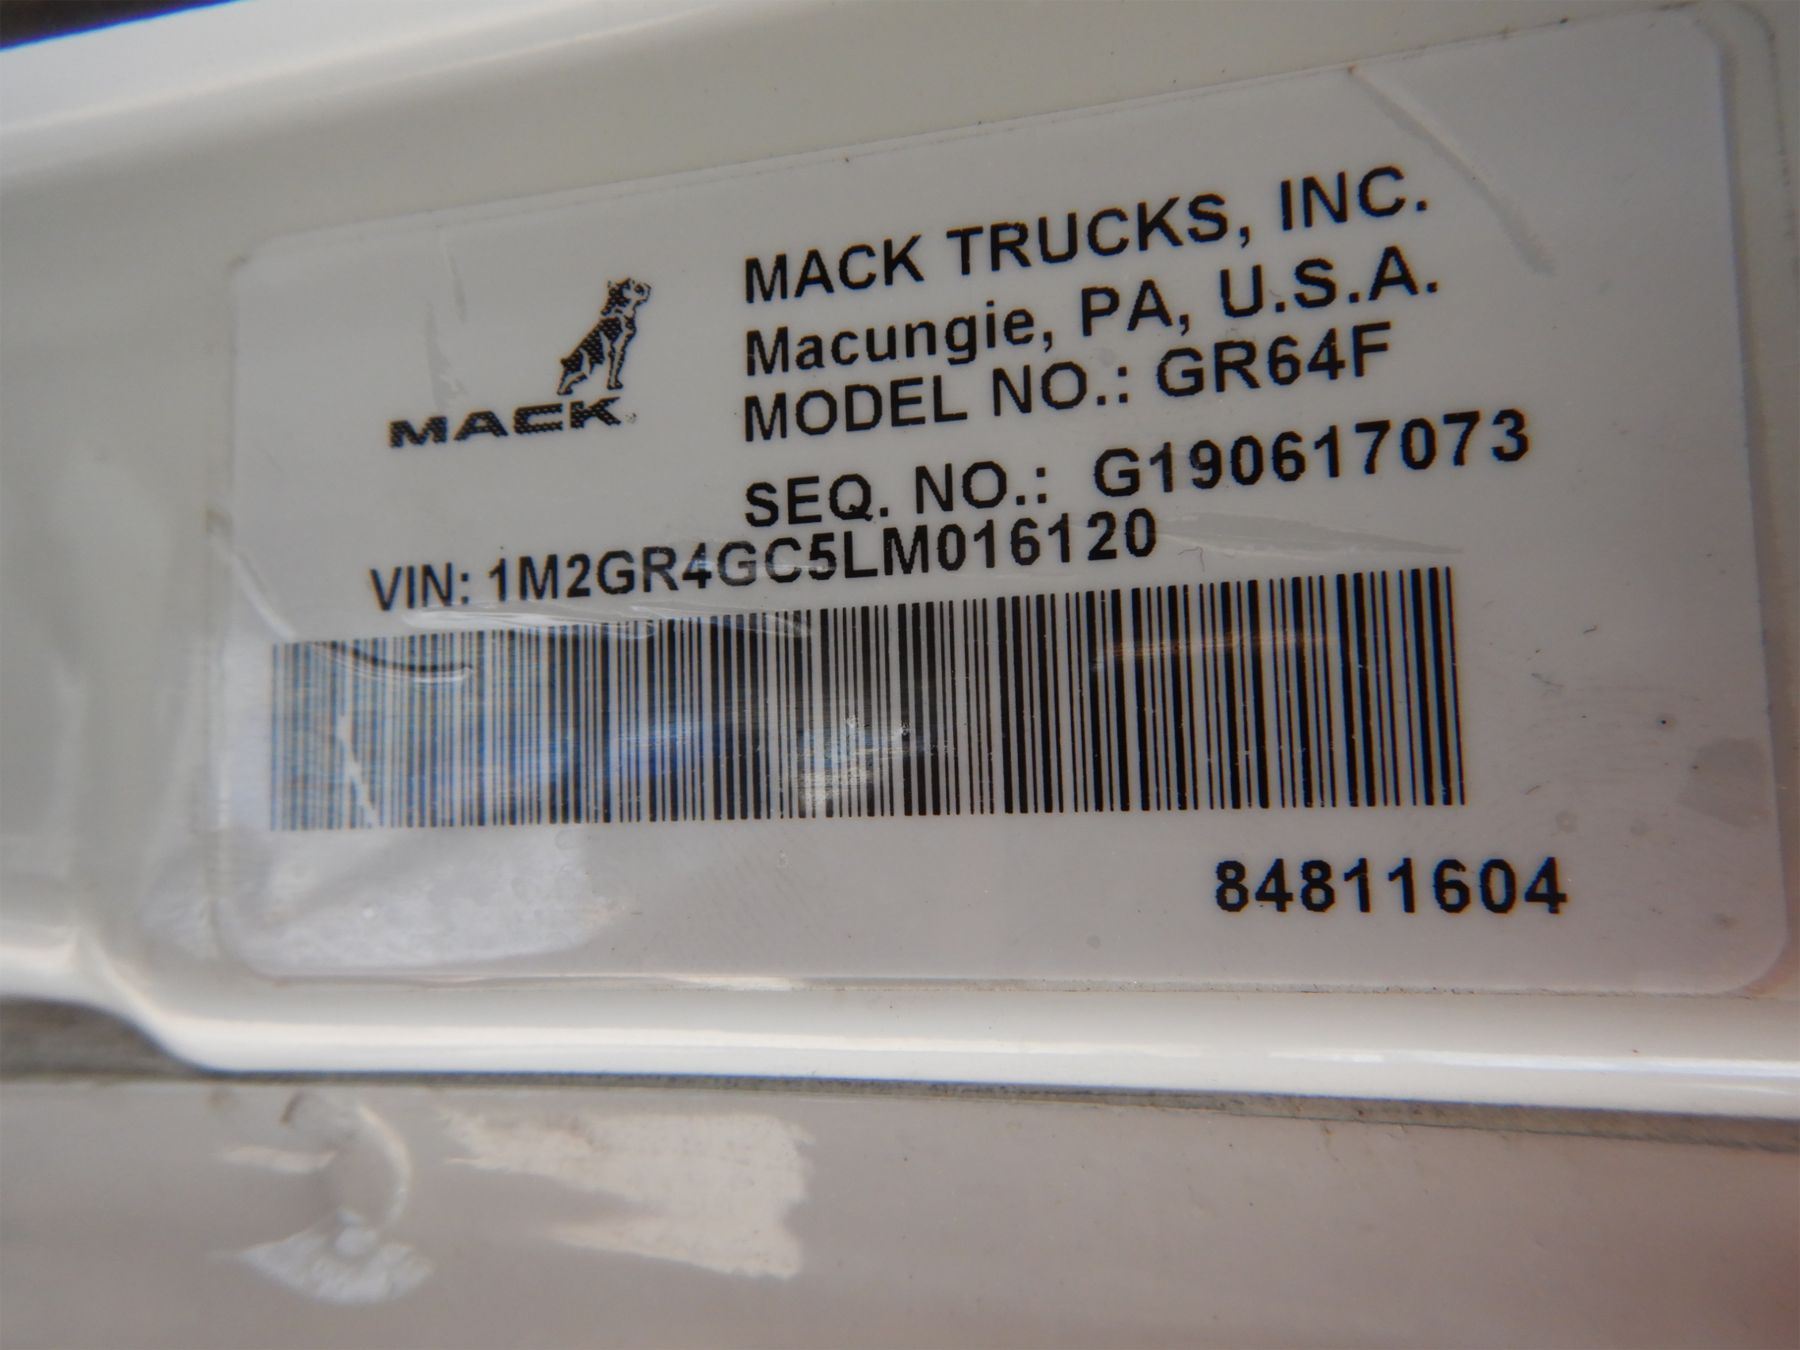 MACK
MACK TRUCKS, INC.
Macungie, PA, U.S.A.
MODEL NO.: GR64F
SEQ. NO.: G190617073
VIN: 1M2GR4GC5LM016120
84811604